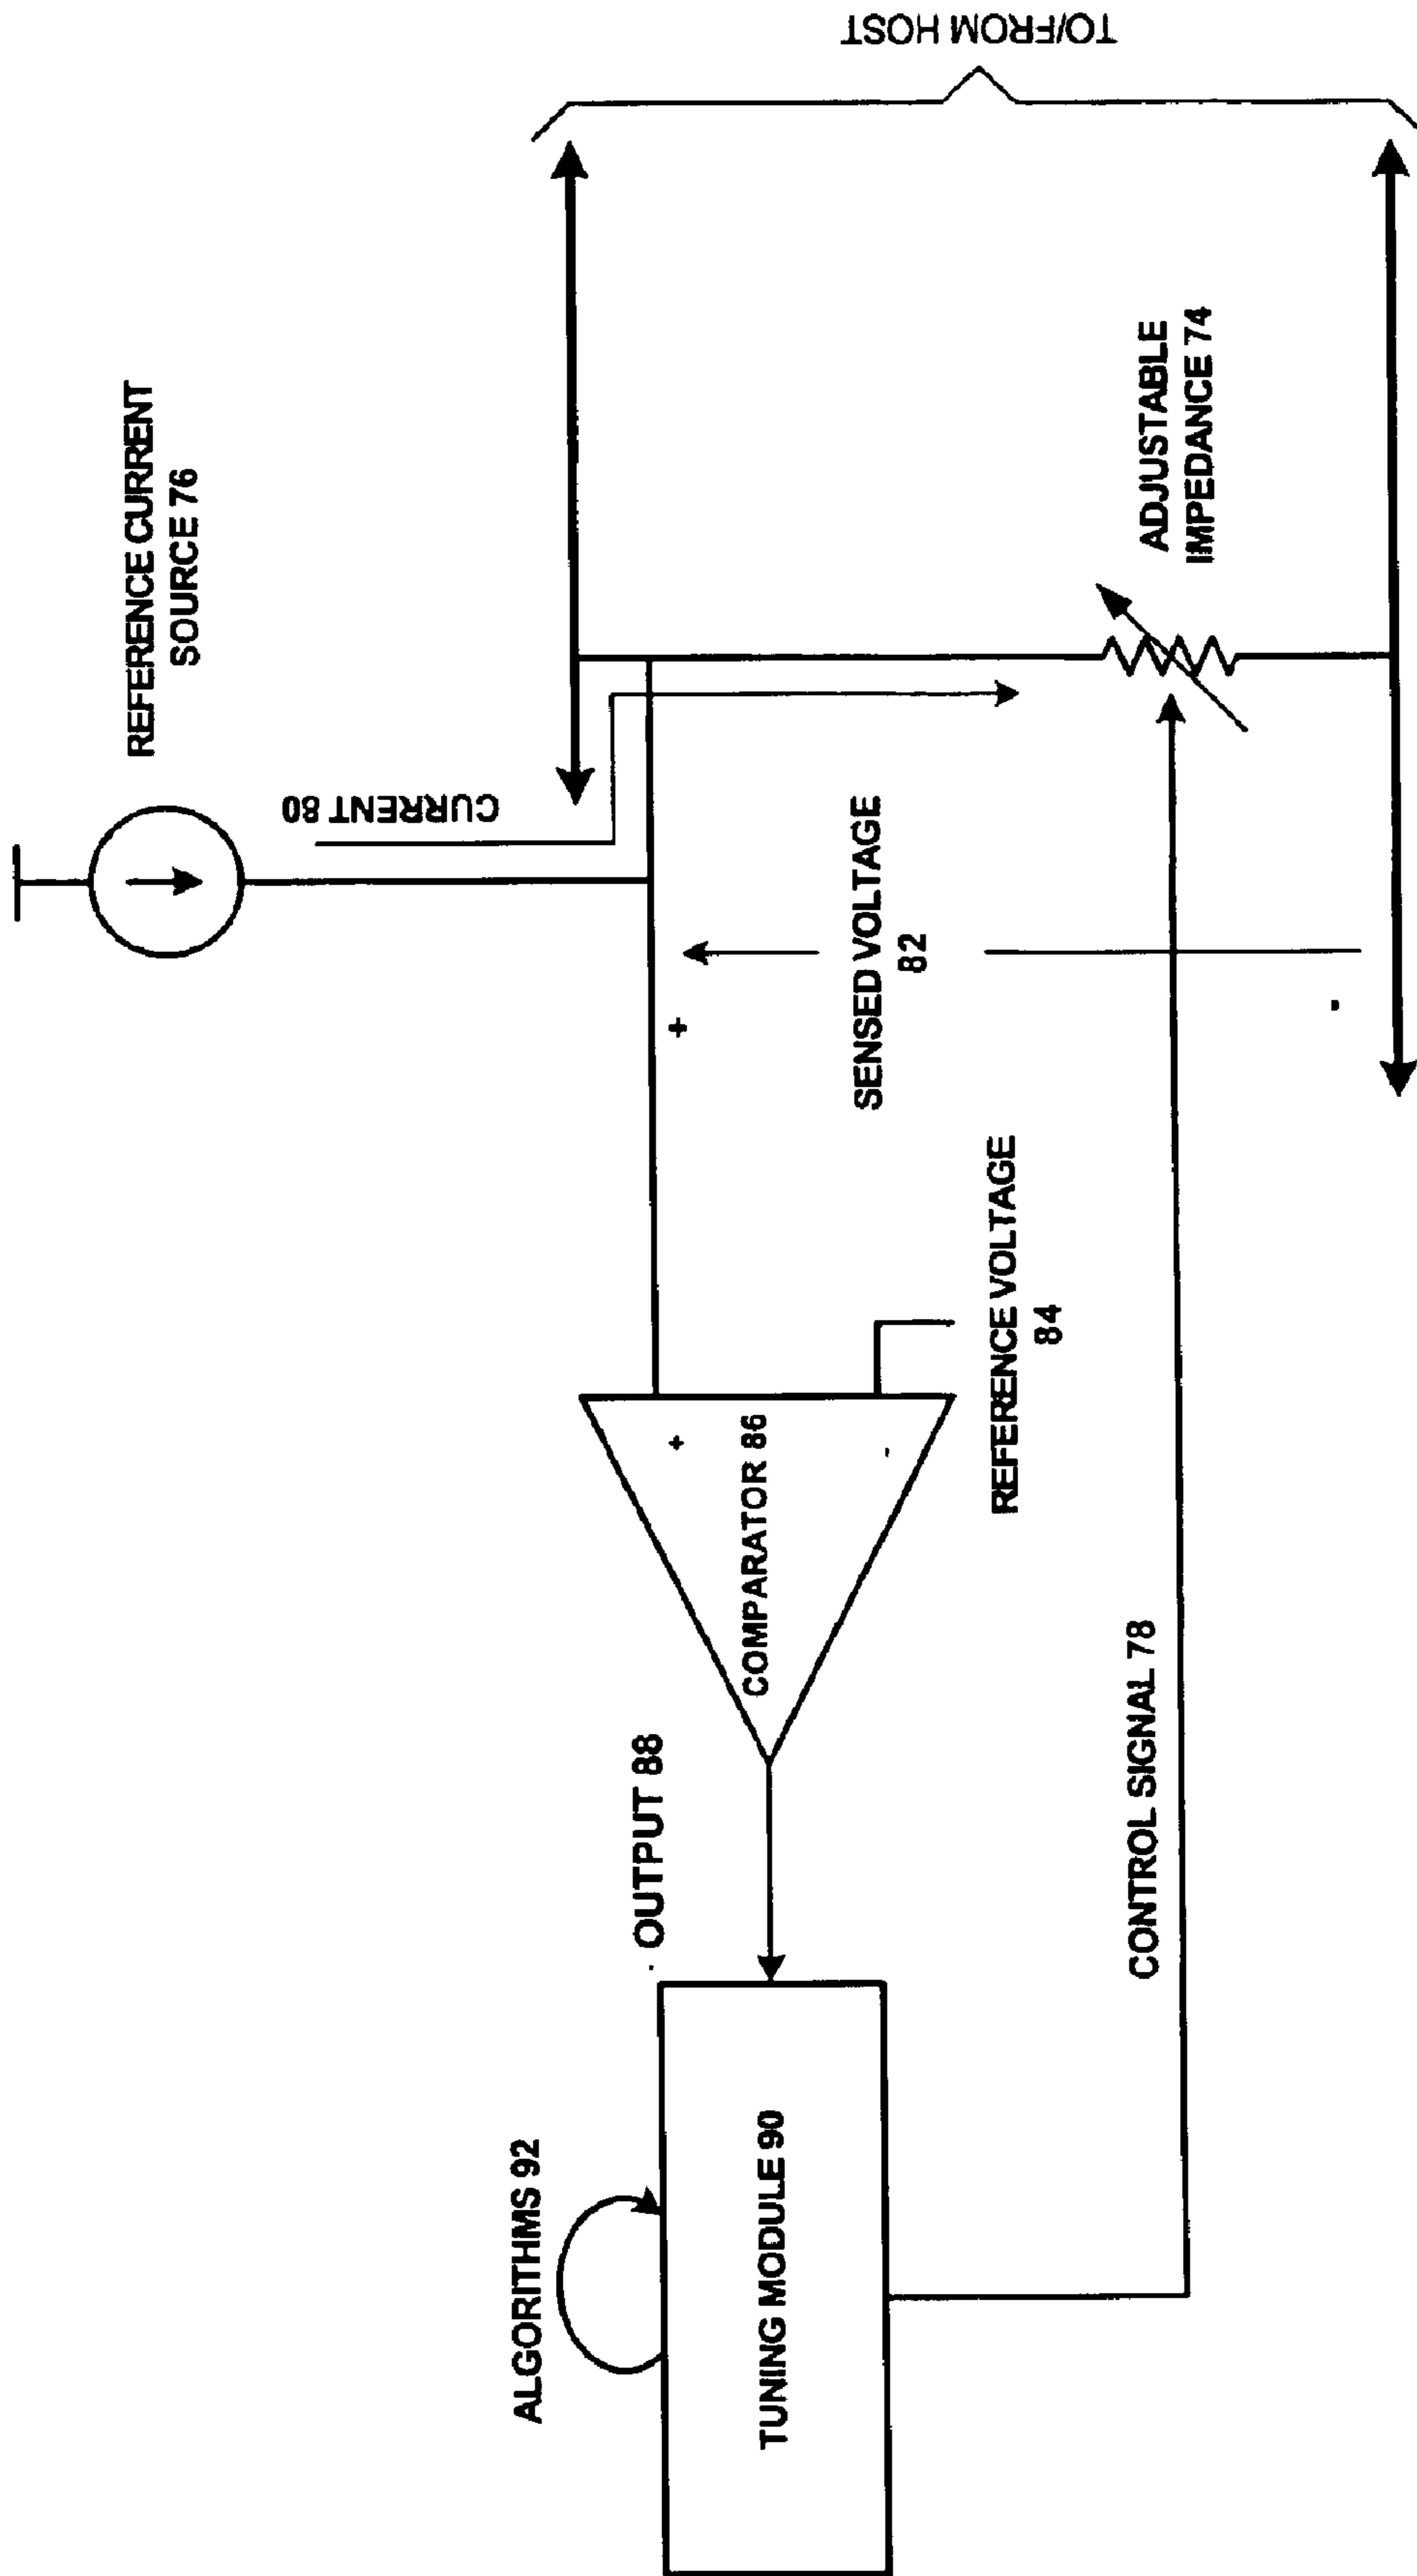 TO/FROM HOST
REFERENCE CURRENT
SOURCE 76
CURRENT 80
ADJUSTABLE
IMPEDANCE 74
SENSED VOLTAGE
82
+
-
REFERENCE VOLTAGE
84
COMPARATOR 86
+
-
OUTPUT 88
CONTROL SIGNAL 78
ALGORITHMS 92
TUNING MODULE 90